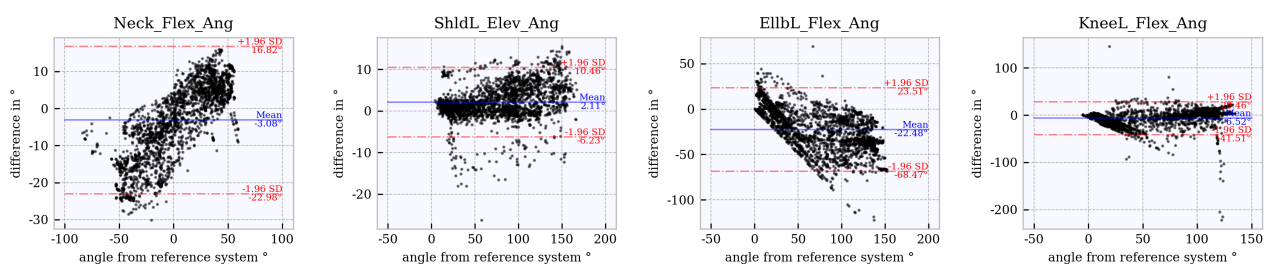 Neck_Flex_Ang
difference in °
10
0
-10
-20
-30
+1.96 SD
16.82°
Mean
-3.08°
-1.96 SD
-22.98°
-100
-50
0
50
100
angle from reference system °
ShldL_Elev_Ang
difference in °
10
0
-10
-20
+1.96 SD
10.46°
Mean
2.11°
-1.96 SD
-6.23°
-50
0
50
100
150
200
angle from reference system °
EllbL_Flex_Ang
difference in °
50
0
-50
-100
+1.96 SD
23.51°
Mean
-22.48°
-1.96 SD
-68.47°
-50
0
50
100
150
200
angle from reference system °
KneeL_Flex_Ang
difference in °
100
0
-100
-200
+1.96 SD
Mean
-6.52°
-50
0
50
100
150
angle from reference system °